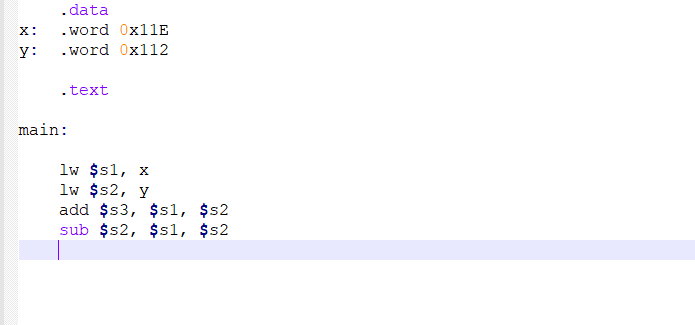 .data
x: .word 0x11E
y: .word 0x112
.text
main:
lw $s1, x
lw $s2, y
add $s3, $s1, $s2
sub $s2, $s1, $s2